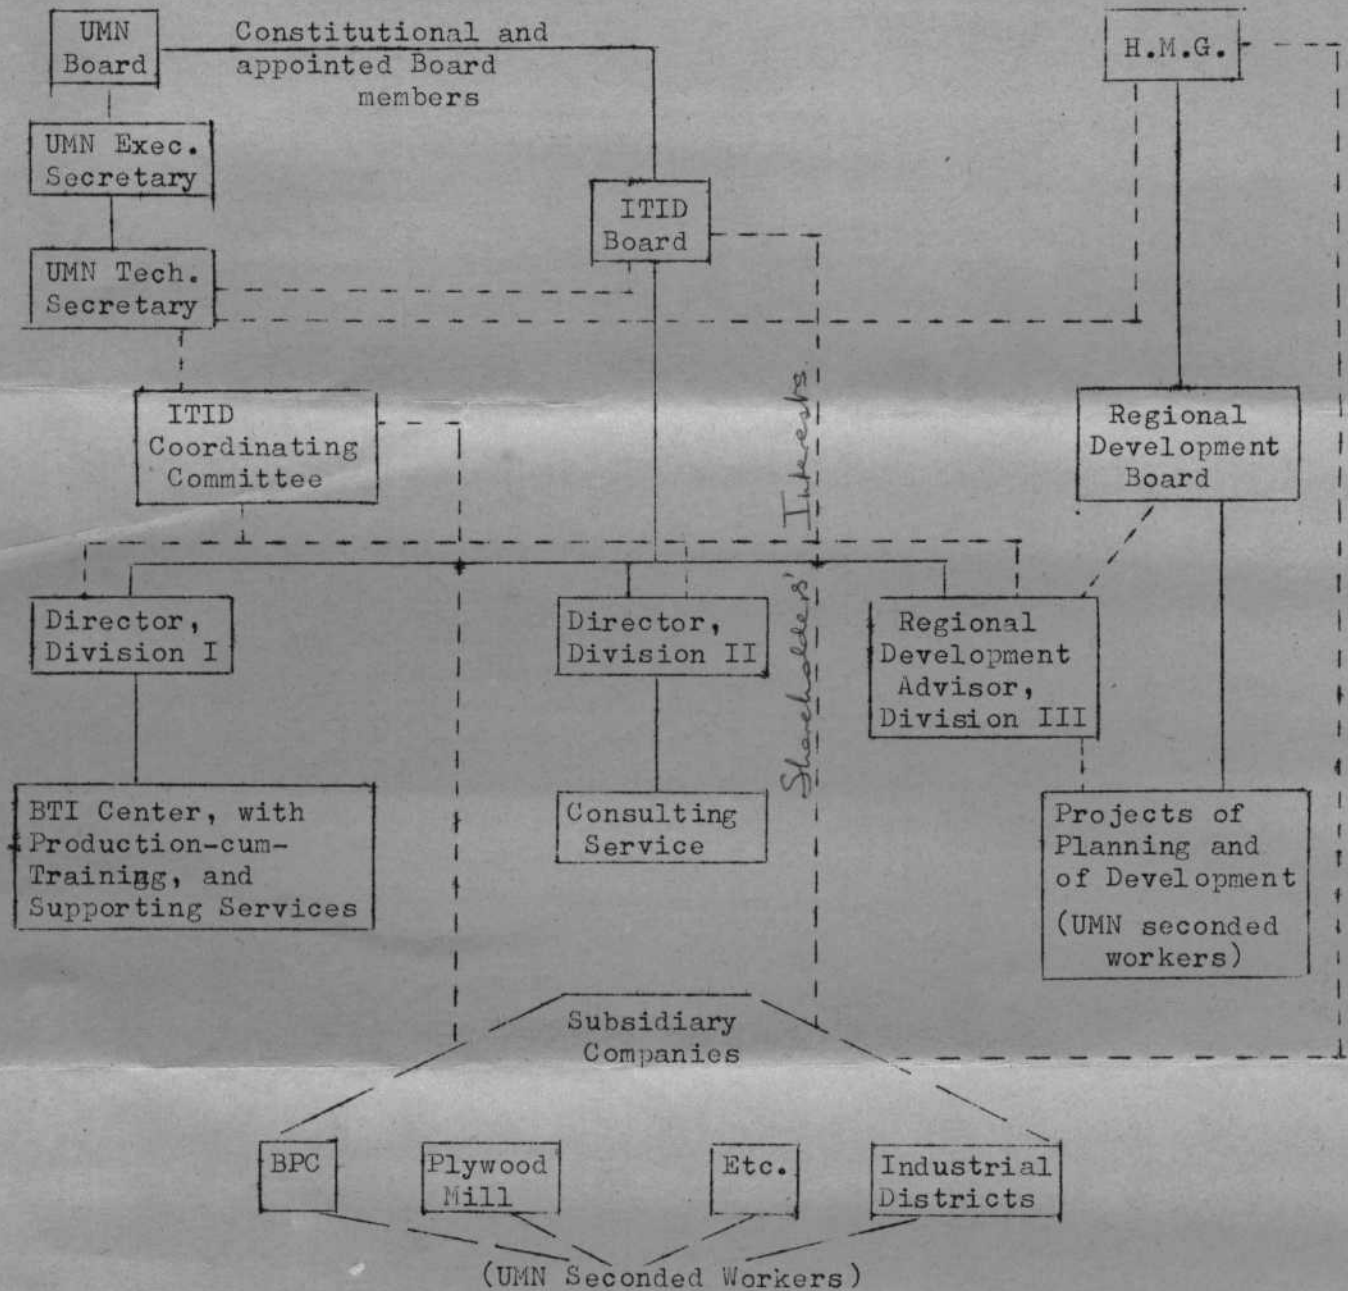 UMN
Board
Constitutional and
appointed Board
members
H.M.G.
UMN Exec.
Secretary
ITID
Board
UMN Tech.
Secretary
ITID
Coordinating
Committee
Regional
Development
Board
Shareholders' Interests
Director,
Division I
Director,
Division II
Regional
Development
Advisor,
Division III
BTI Center, with
Production-cum-
Training, and
Supporting Services
Consulting
Service
Projects of
Planning and
of Development
(UMN seconded
workers)
Subsidiary
Companies
BPC
Plywood
Mill
Etc.
Industrial
Districts
(UMN Seconded Workers)